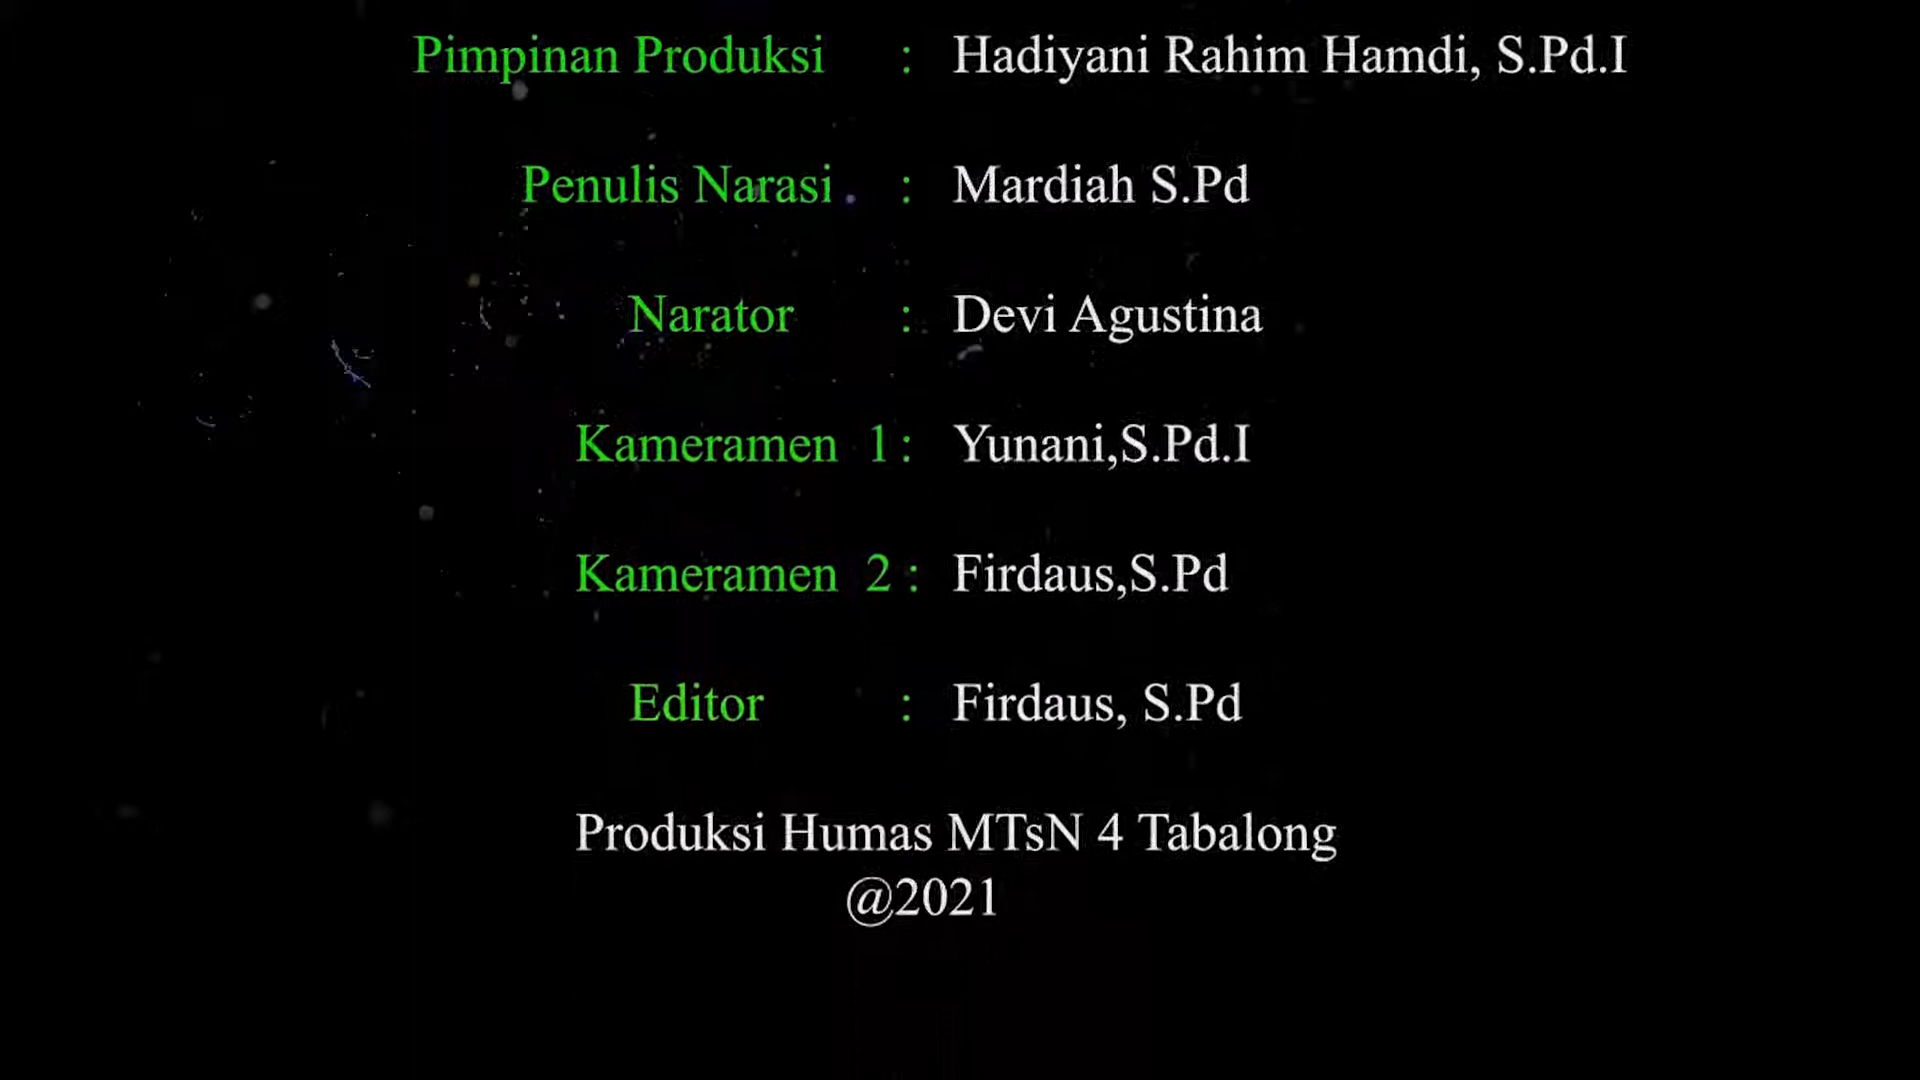 Pimpinan Produksi : Hadiyani Rahim Hamdi, S.Pd.I
Penulis Narasi : Mardiah S.Pd
Narator : Devi Agustina
Kameramen 1 : Yunani,S.Pd.I
Kameramen 2 : Firdaus,S.Pd
Editor : Firdaus, S.Pd
Produksi Humas MTsN 4 Tabalong
@2021